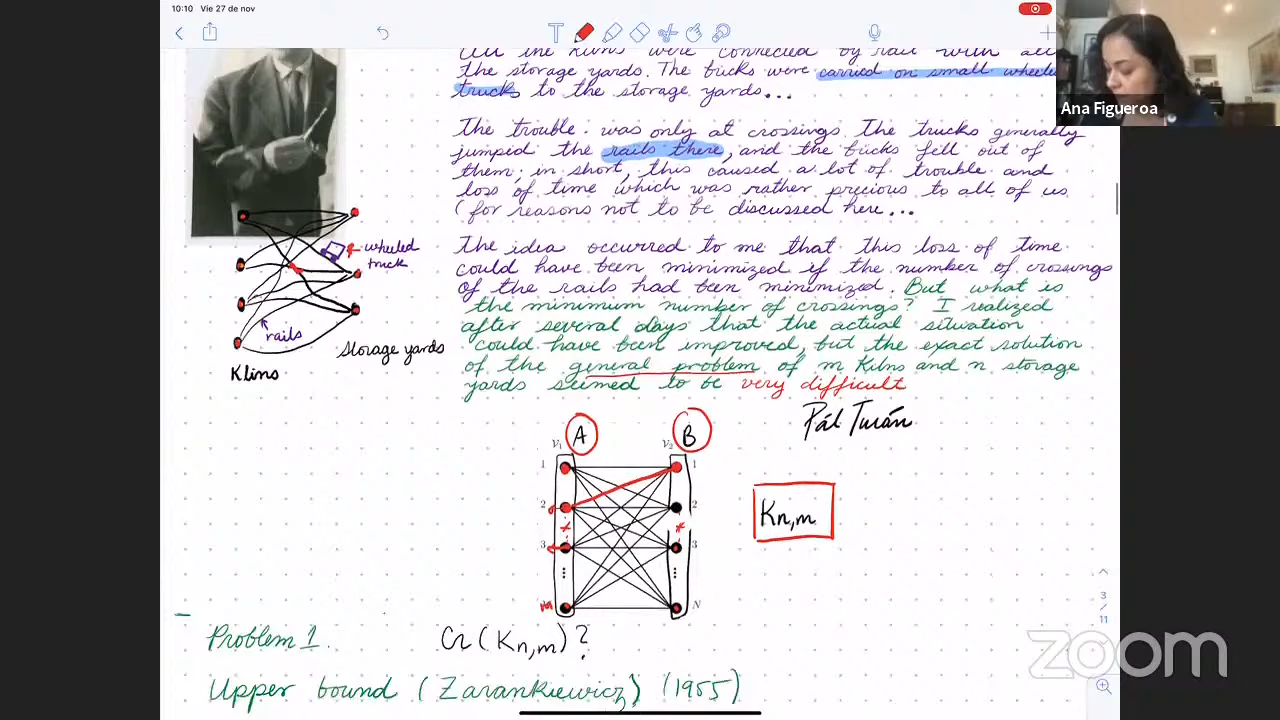 10:10 Vie 27 de nov
Ana Figueroa
All the Kilns were connected by rail with all
the storage yards. The bricks were carried on small wheeled
trucks to the storage yards...
The trouble was only at crossings. The trucks generally
jumped the rails there, and the bricks fell out of
them; in short, this caused a lot of trouble and
loss of time which was rather precious to all of us
(for reasons not to be discussed here...
The idea occurred to me that this loss of time
could have been minimized if the number of crossings
of the rails had been minimized. But what is
the minimum number of crossings? I realized
after several days that the actual situation
could have been improved, but the exact solution
of the general problem of m Kilns and n storage
yards seemed to be very difficult
Pál Turán
wheeled
truck
rails
Storage yards
Klins
V1 A B V2
1 1
2 2
3 3
M N
Kn,m
Problem 1. Cr(Kn,m)?
Upper bound (Zarankiewicz) (1955)
3
/
11
zoom